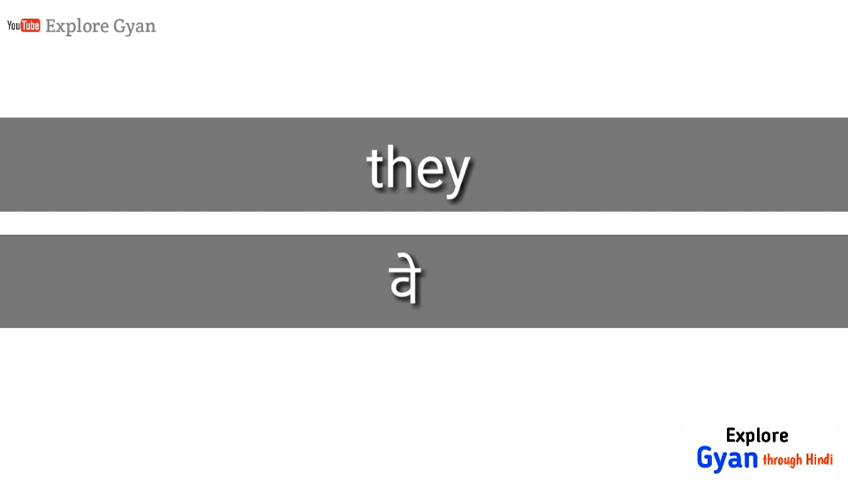 YouTube Explore Gyan
they
वे
Explore
Gyan through Hindi